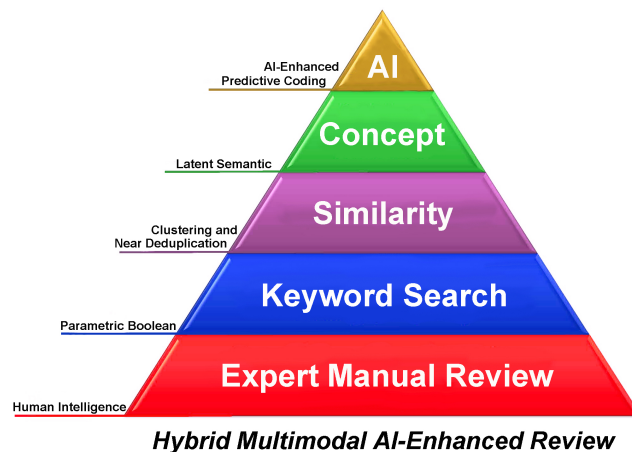 AI-Enhanced
Predictive Coding
AI
Concept
Latent Semantic
Similarity
Clustering and
Near Deduplication
Keyword Search
Parametric Boolean
Expert Manual Review
Human Intelligence
Hybrid Multimodal AI-Enhanced Review